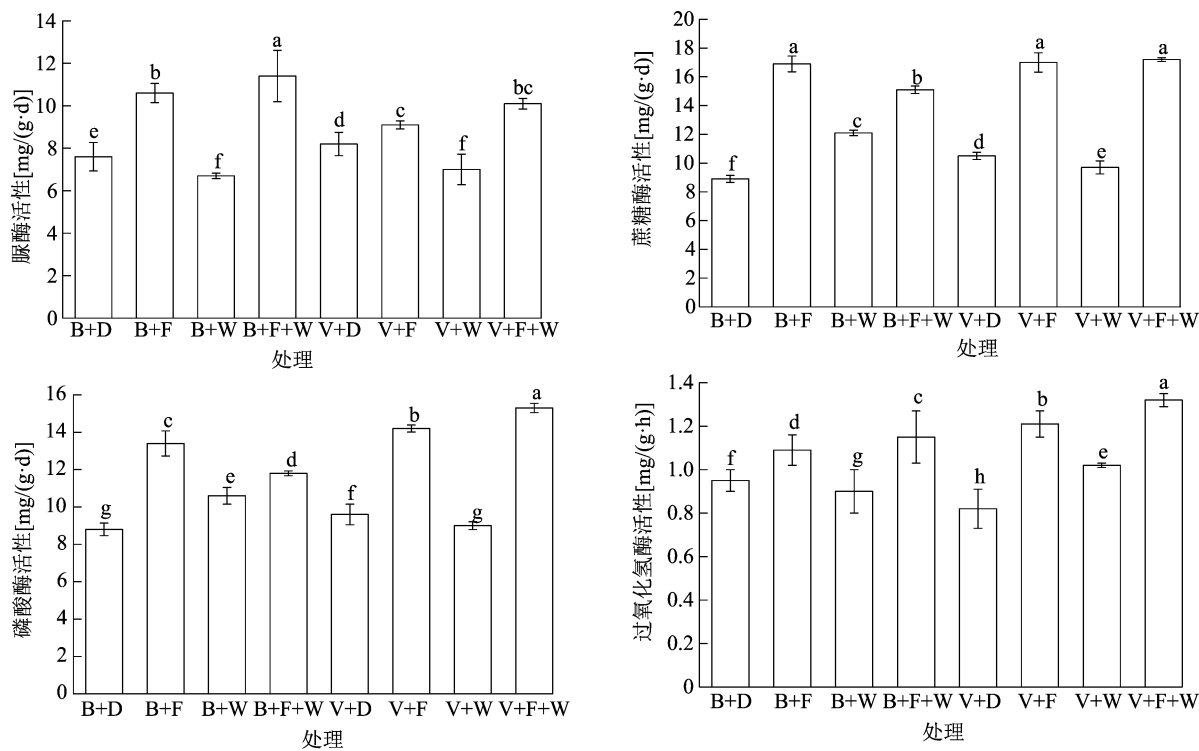 脲酶活性[mg/(g·d)]
14
12
10
8
6
4
2
0
e
b
f
a
d
c
f
bc
B+D B+F B+W B+F+W V+D V+F V+W V+F+W
处理
蔗糖酶活性[mg/(g·d)]
20
18
16
14
12
10
8
6
4
2
0
f
a
c
b
d
a
e
a
B+D B+F B+W B+F+W V+D V+F V+W V+F+W
处理
磷酸酶活性[mg/(g·d)]
16
14
12
10
8
6
4
2
0
g
c
e
d
f
b
g
a
B+D B+F B+W B+F+W V+D V+F V+W V+F+W
处理
过氧化氢酶活性[mg/(g·h)]
1.4
1.2
1.0
0.8
0.6
0.4
0.2
0
f
d
g
c
h
b
e
a
B+D B+F B+W B+F+W V+D V+F V+W V+F+W
处理